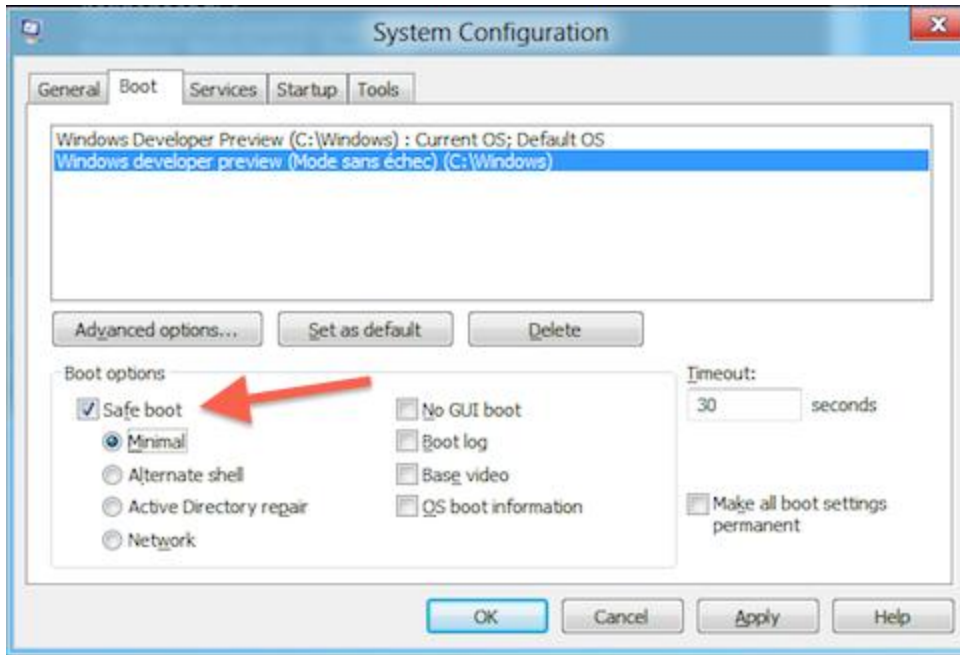 System Configuration
General Boot Services Startup Tools
Windows Developer Preview (C:\Windows) : Current OS; Default OS
Windows developer preview (Mode sans échec) (C:\Windows)
Advanced options... Set as default Delete
Boot options
Timeout:
Safe boot No GUI boot 30 seconds
Minimal Boot log
Alternate shell Base video
Active Directory repair OS boot information Make all boot settings
permanent
Network
OK Cancel Apply Help